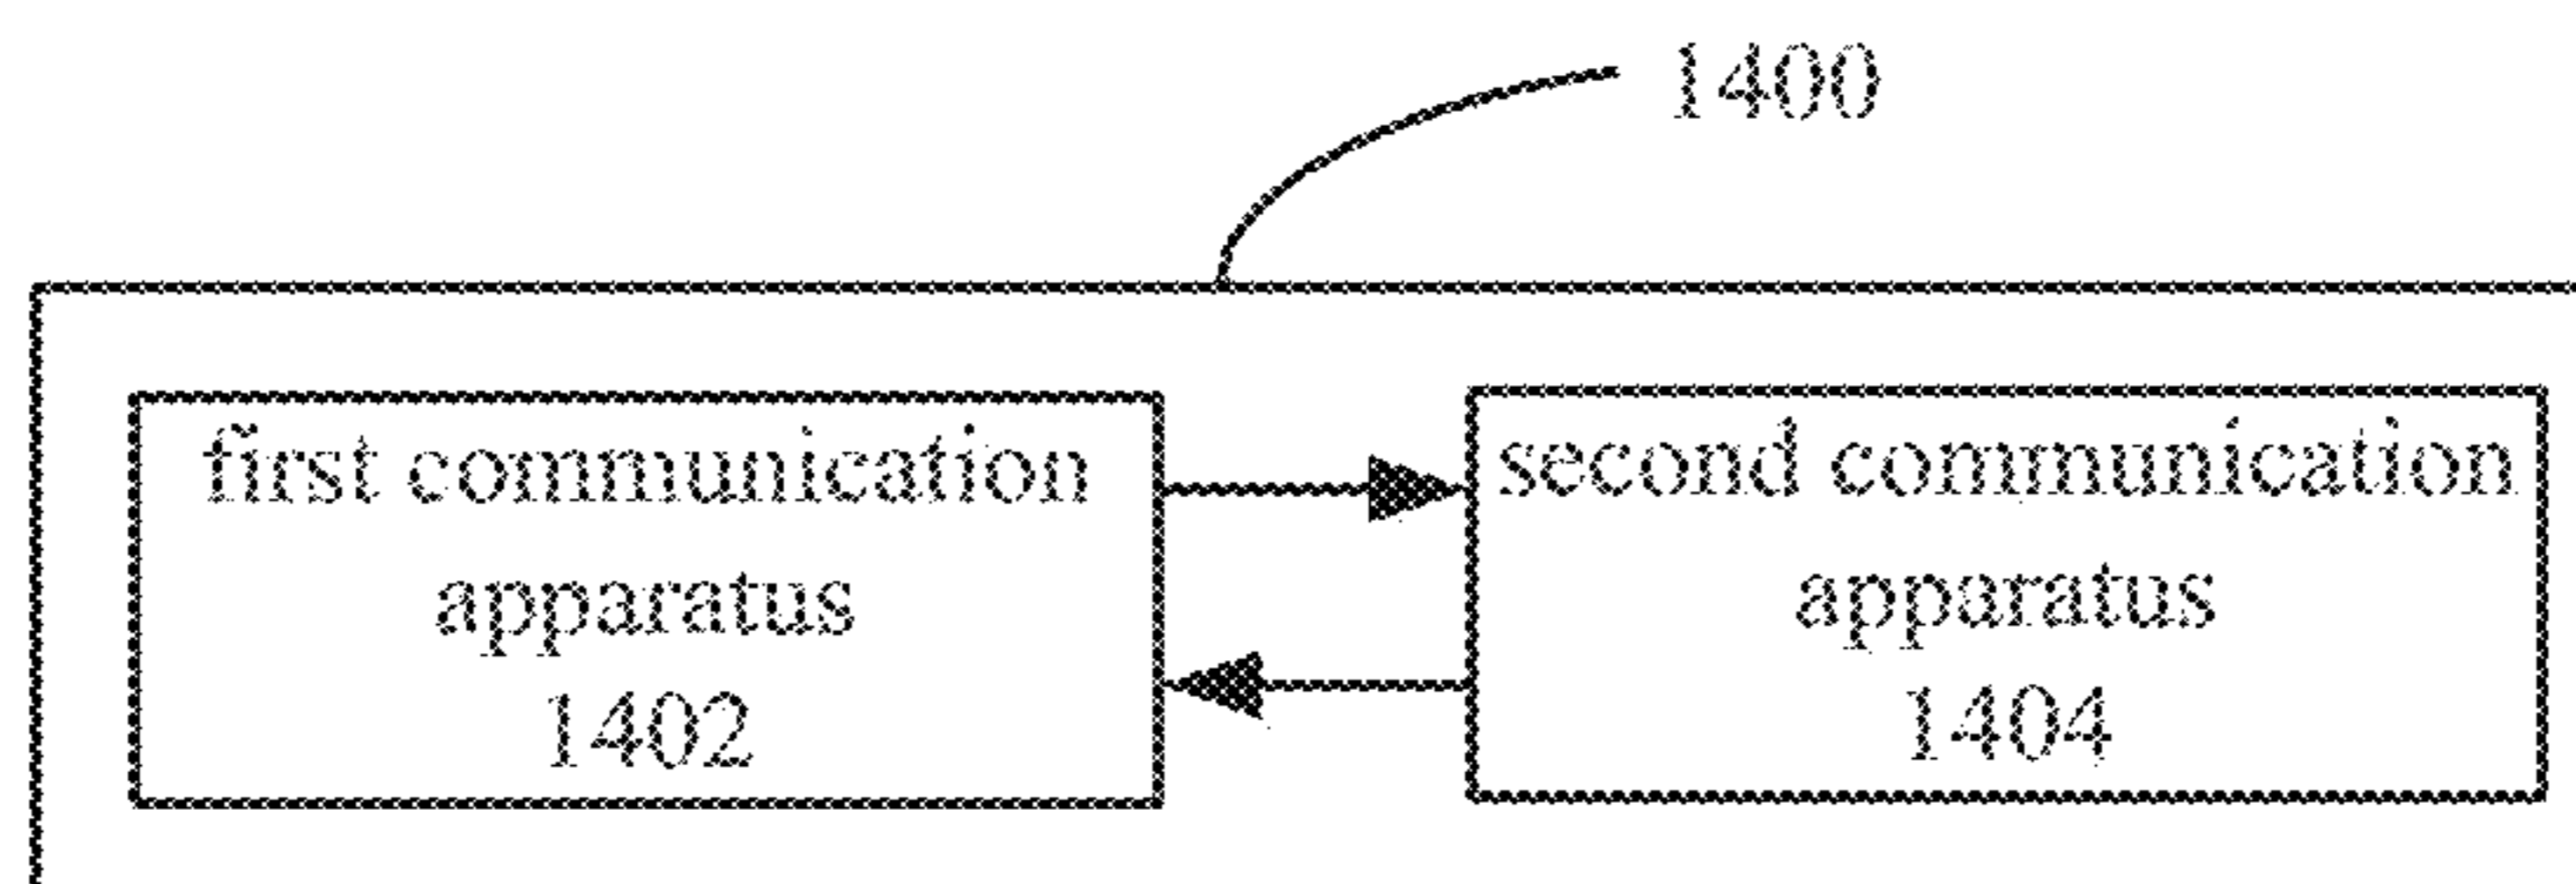 1400
first communication
apparatus
1402
second communication
apparatus
1404